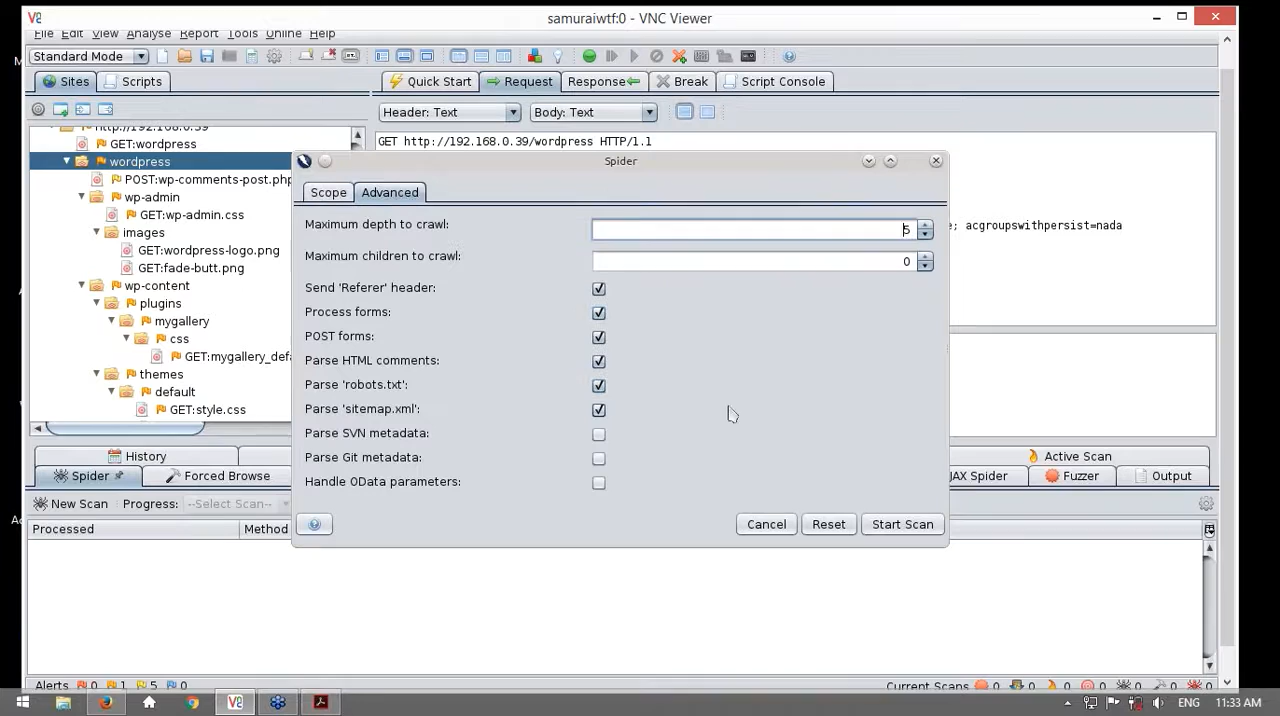 samuraiwtf:0 - VNC Viewer
File Edit View Analyse Report Tools Online Help
Standard Mode
Sites Scripts
Quick Start Request Response Break Script Console
Header: Text Body: Text
http://192.168.0.39
GET:wordpress
GET http://192.168.0.39/wordpress HTTP/1.1
wordpress
Spider
POST:wp-comments-post.php
Scope Advanced
wp-admin
GET:wp-admin.css
Maximum depth to crawl: 5
; acgroupswithpersist=nada
images
GET:wordpress-logo.png
Maximum children to crawl: 0
GET:fade-butt.png
wp-content
Send 'Referer' header:
plugins
Process forms:
mygallery
POST forms:
css
GET:mygallery_defa
Parse HTML comments:
themes
Parse 'robots.txt':
default
GET:style.css
Parse 'sitemap.xml':
Parse SVN metadata:
Parse Git metadata:
Handle OData parameters:
History
Active Scan
Spider Forced Browse
JAX Spider Fuzzer Output
New Scan Progress: --Select Scan--
Cancel Reset Start Scan
Processed Method
Alerts 0 1 5 0
Current Scans 0 0 0 0 0 0 0
ENG 11:33 AM